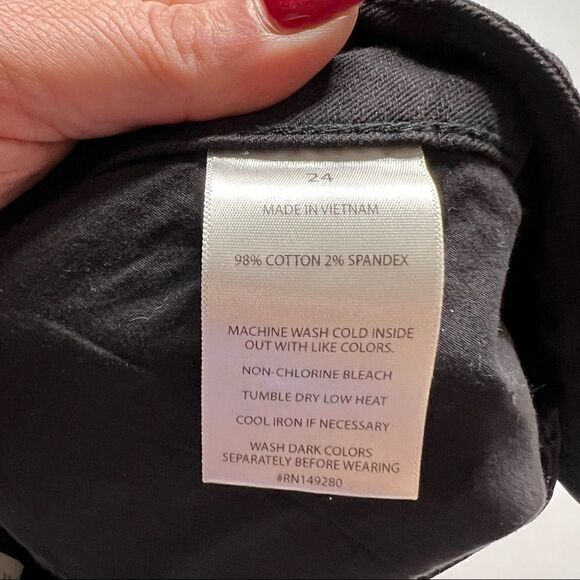 24
MADE IN VIETNAM
98% COTTON 2% SPANDEX
MACHINE WASH COLD INSIDE
OUT WITH LIKE COLORS.
NON-CHLORINE BLEACH
TUMBLE DRY LOW HEAT
COOL IRON IF NECESSARY
WASH DARK COLORS
SEPARATELY BEFORE WEARING
#RN149280